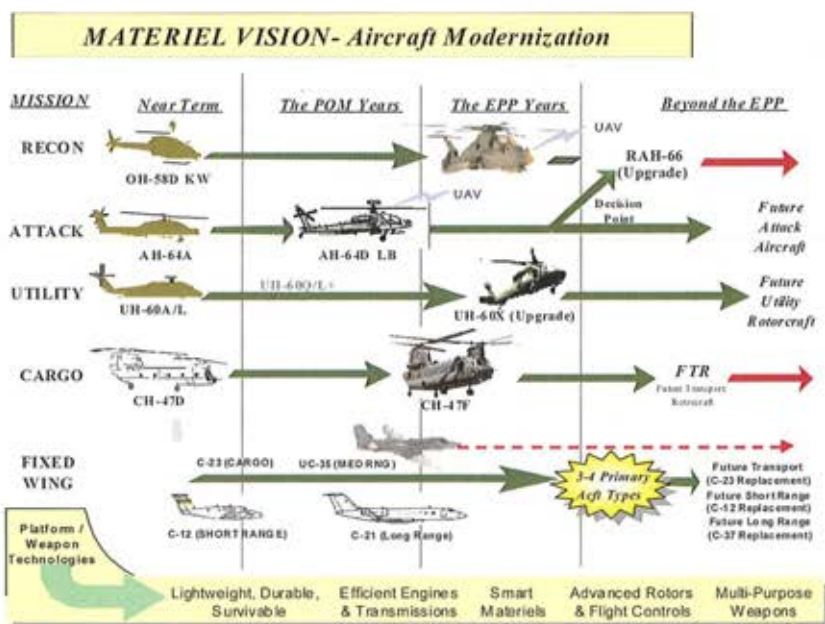 MATERIEL VISION- Aircraft Modernization
MISSION
Near Term
The POM Years
The EPP Years
Beyond the EPP
RECON
OH-58D KW
UAV
RAH-66
(Upgrade)
UAV
Decision
Point
ATTACK
AH-64A
AH-64D LB
Future
Attack
Aircraft
UTILITY
UH-60A/L
UH-60Q/L+
UH-60X (Upgrade)
Future
Utility
Rotorcraft
CARGO
CH-47D
CH-47F
FTR
Future Transport
Rotorcraft
FIXED
WING
C-23 (CARGO)
UC-35 (MED RNG)
C-12 (SHORT RANGE)
C-21 (Long Range)
3-4 Primary
Acft Types
Future Transport
(C-23 Replacement)
Future Short Range
(C-12 Replacement)
Future Long Range
(C-37 Replacement)
Platform /
Weapon
Technologies
Lightweight, Durable,
Survivable
Efficient Engines
& Transmissions
Smart
Materiels
Advanced Rotors
& Flight Controls
Multi-Purpose
Weapons